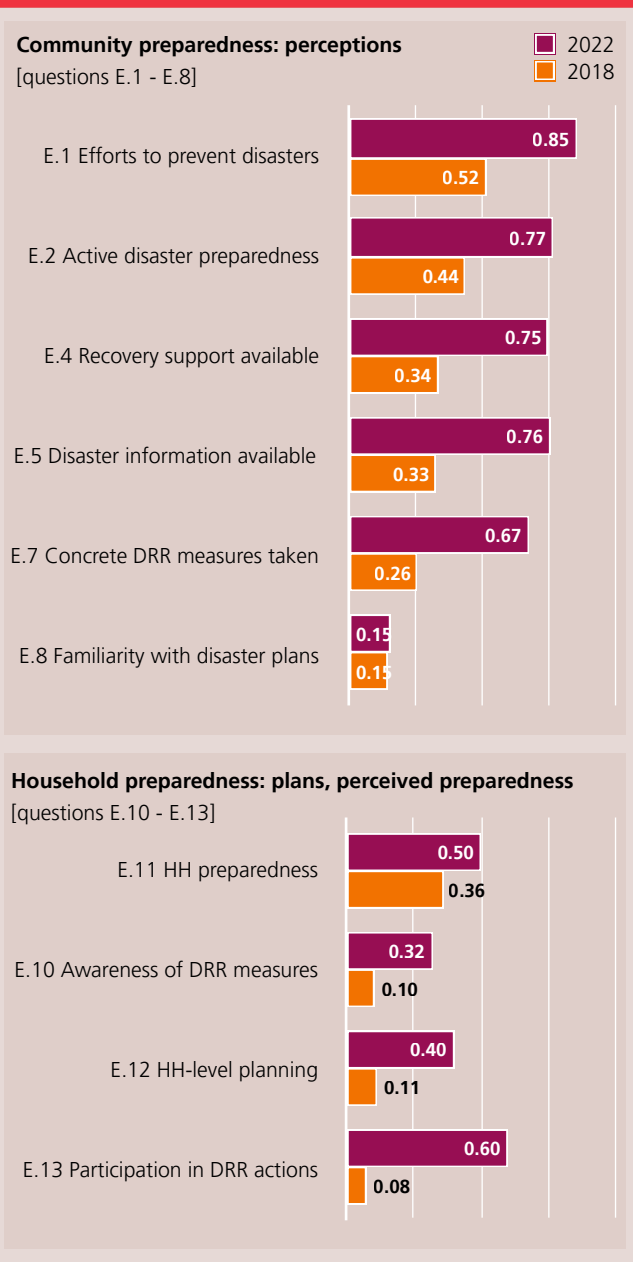 Community preparedness: perceptions
[questions E.1 - E.8]
2022
2018
E.1 Efforts to prevent disasters
0.85
0.52
E.2 Active disaster preparedness
0.77
0.44
E.4 Recovery support available
0.75
0.34
E.5 Disaster information available
0.76
0.33
E.7 Concrete DRR measures taken
0.67
0.26
E.8 Familiarity with disaster plans
0.15
0.15
Household preparedness: plans, perceived preparedness
[questions E.10 - E.13]
E.11 HH preparedness
0.50
0.36
E.10 Awareness of DRR measures
0.32
0.10
E.12 HH-level planning
0.40
0.11
E.13 Participation in DRR actions
0.60
0.08